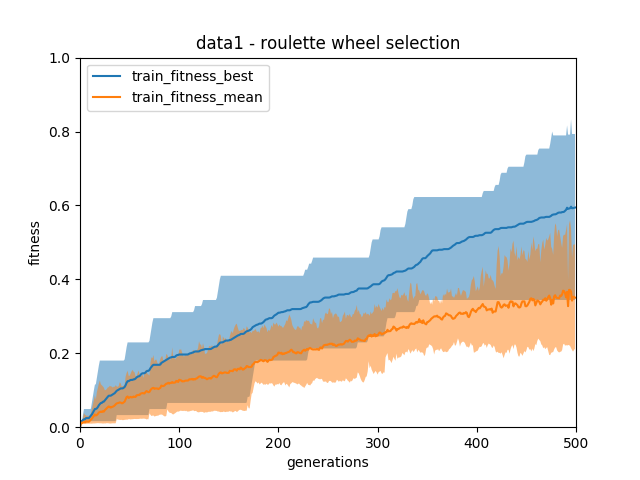 data1 - roulette wheel selection
train_fitness_best
train_fitness_mean
fitness
1.0
0.8
0.6
0.4
0.2
0.0
0 100 200 300 400 500
generations